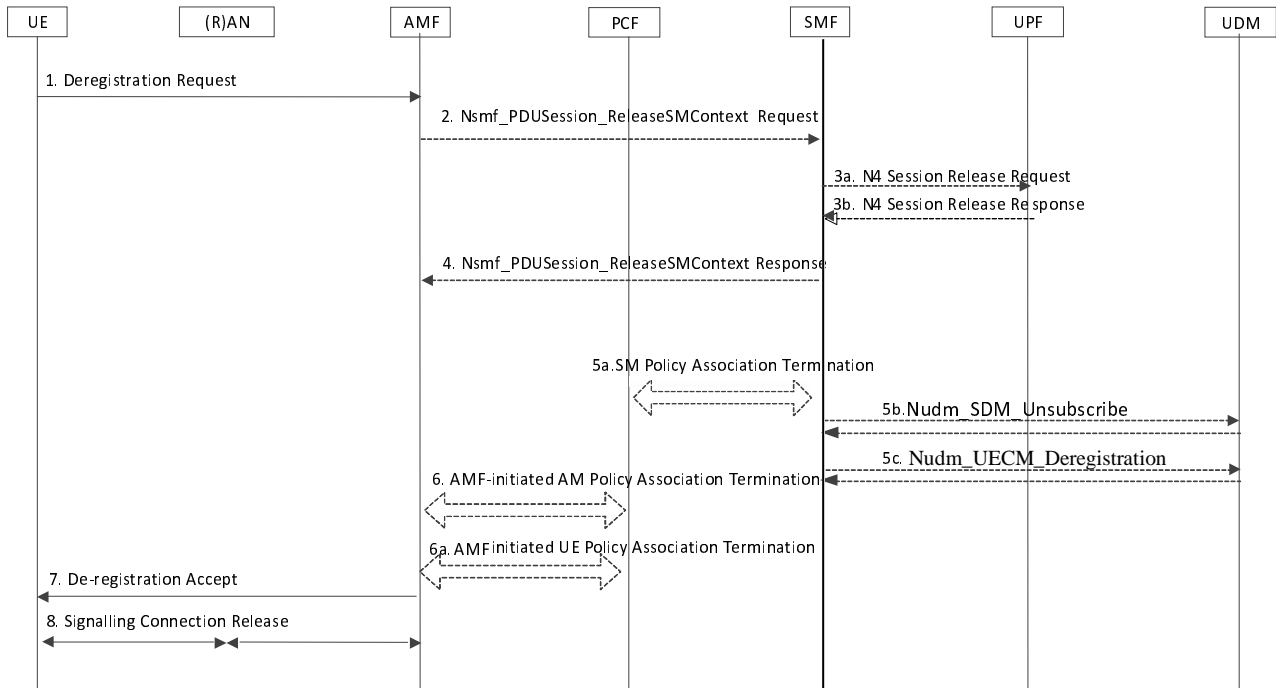 UE (R)AN AMF PCF SMF UPF UDM
1. Deregistration Request
2. Nsmf_PDUSession_ReleaseSMContext Request
3a. N4 Session Release Request
3b. N4 Session Release Response
4. Nsmf_PDUSession_ReleaseSMContext Response
5a.SM Policy Association Termination
5b.Nudm_SDM_Unsubscribe
5c. Nudm_UECM_Deregistration
6. AMF-initiated AM Policy Association Termination
6a. AMF initiated UE Policy Association Termination
7. De-registration Accept
8. Signalling Connection Release